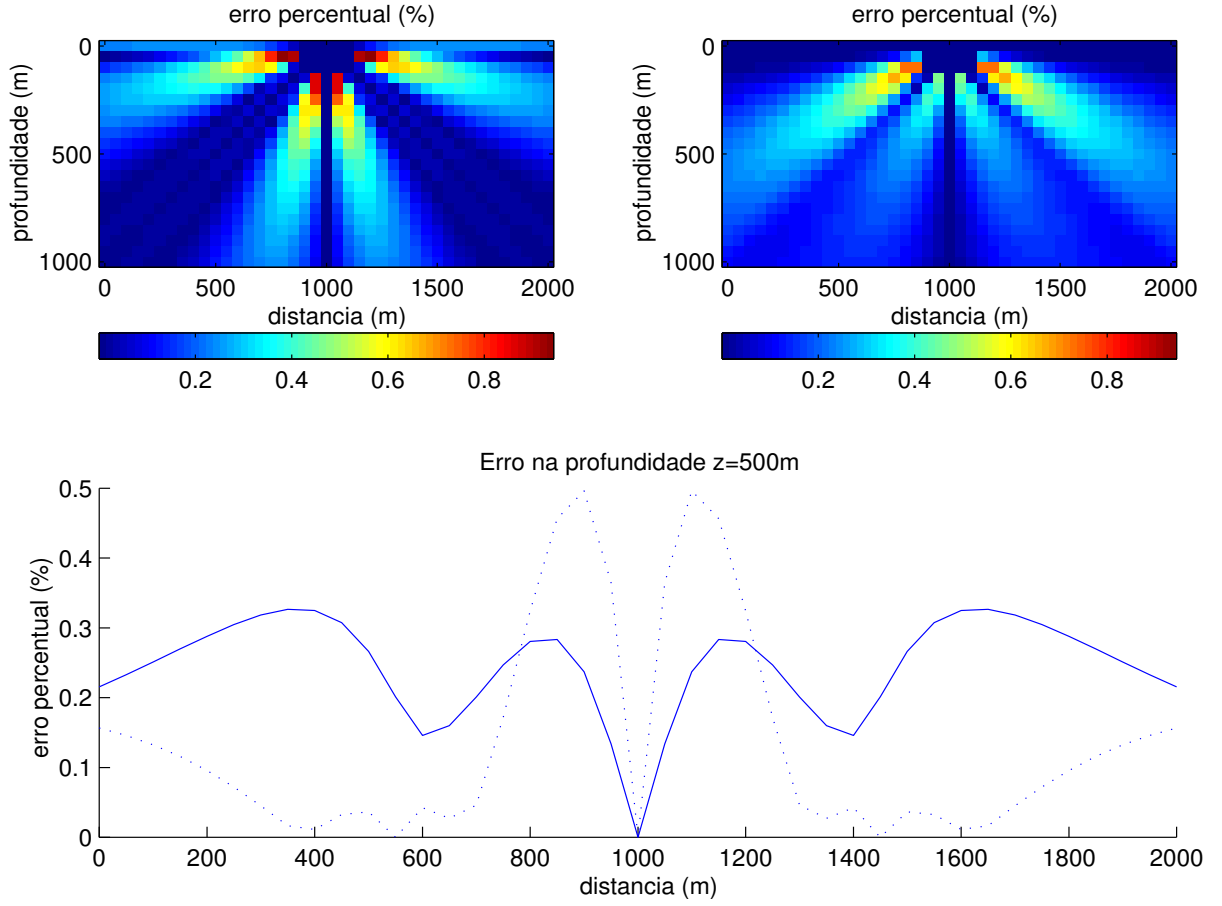 erro percentual (%)
profundidade (m)
0
500
1000
0 500 1000 1500 2000
distancia (m)
0.2 0.4 0.6 0.8
erro percentual (%)
profundidade (m)
0
500
1000
0 500 1000 1500 2000
distancia (m)
0.2 0.4 0.6 0.8
Erro na profundidade z=500m
erro percentual (%)
0.5
0.4
0.3
0.2
0.1
0
0 200 400 600 800 1000 1200 1400 1600 1800 2000
distancia (m)